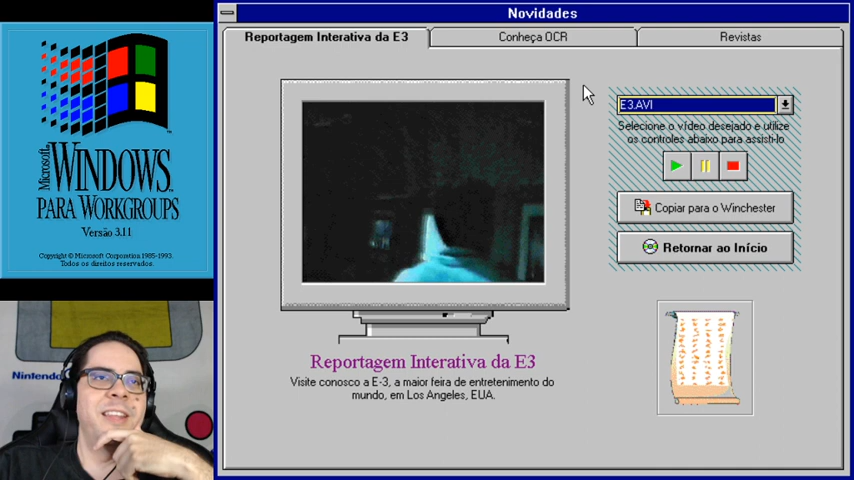 Microsoft
WINDOWS
PARA WORKGROUPS
Versão 3.11
Copyright © Microsoft Corporation 1985-1993.
Todos os direitos reservados.
Nintendo
Novidades
Reportagem Interativa da E3
Conheça OCR
Revistas
E3.AVI
Selecione o vídeo desejado e utilize
os controles abaixo para assistí-lo
Copiar para o Winchester
Retornar ao Início
Reportagem Interativa da E3
Visite conosco a E-3, a maior feira de entretenimento do
mundo, em Los Angeles, EUA.